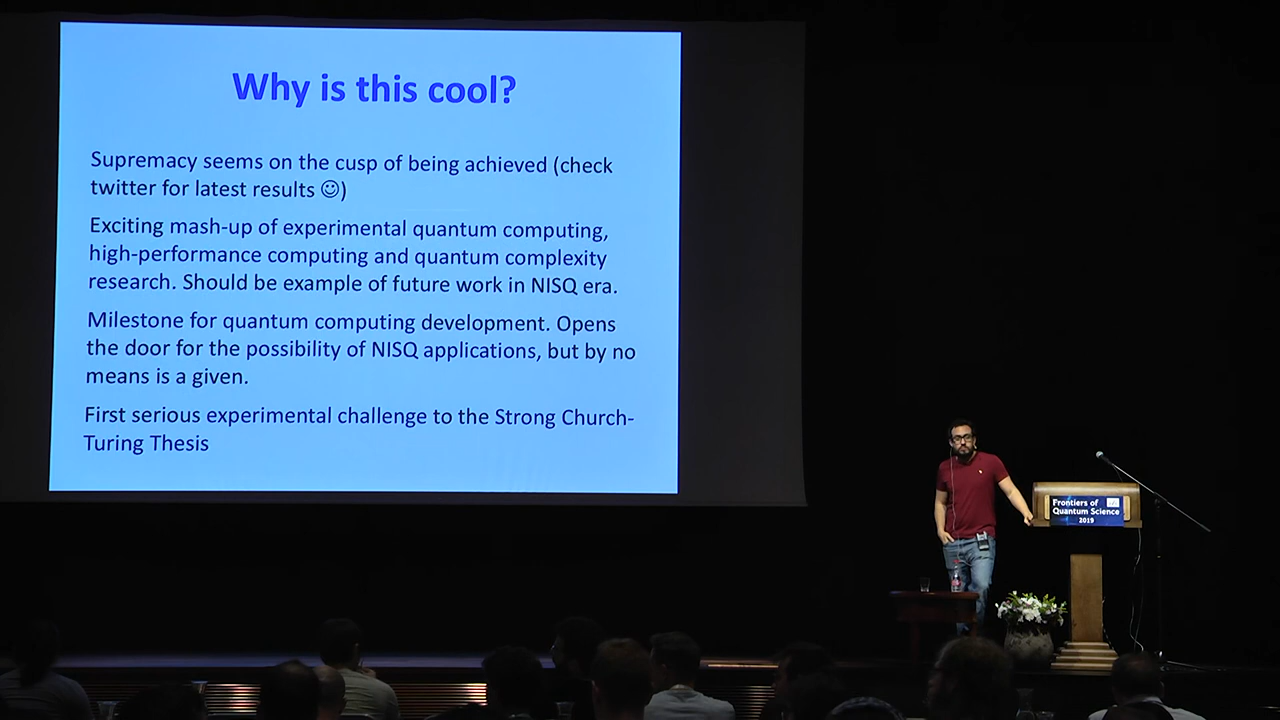 Why is this cool?
Supremacy seems on the cusp of being achieved (check
twitter for latest results ☺)
Exciting mash-up of experimental quantum computing,
high-performance computing and quantum complexity
research. Should be example of future work in NISQ era.
Milestone for quantum computing development. Opens
the door for the possibility of NISQ applications, but by no
means is a given.
First serious experimental challenge to the Strong Church-
Turing Thesis
Frontiers of
Quantum Science
2019